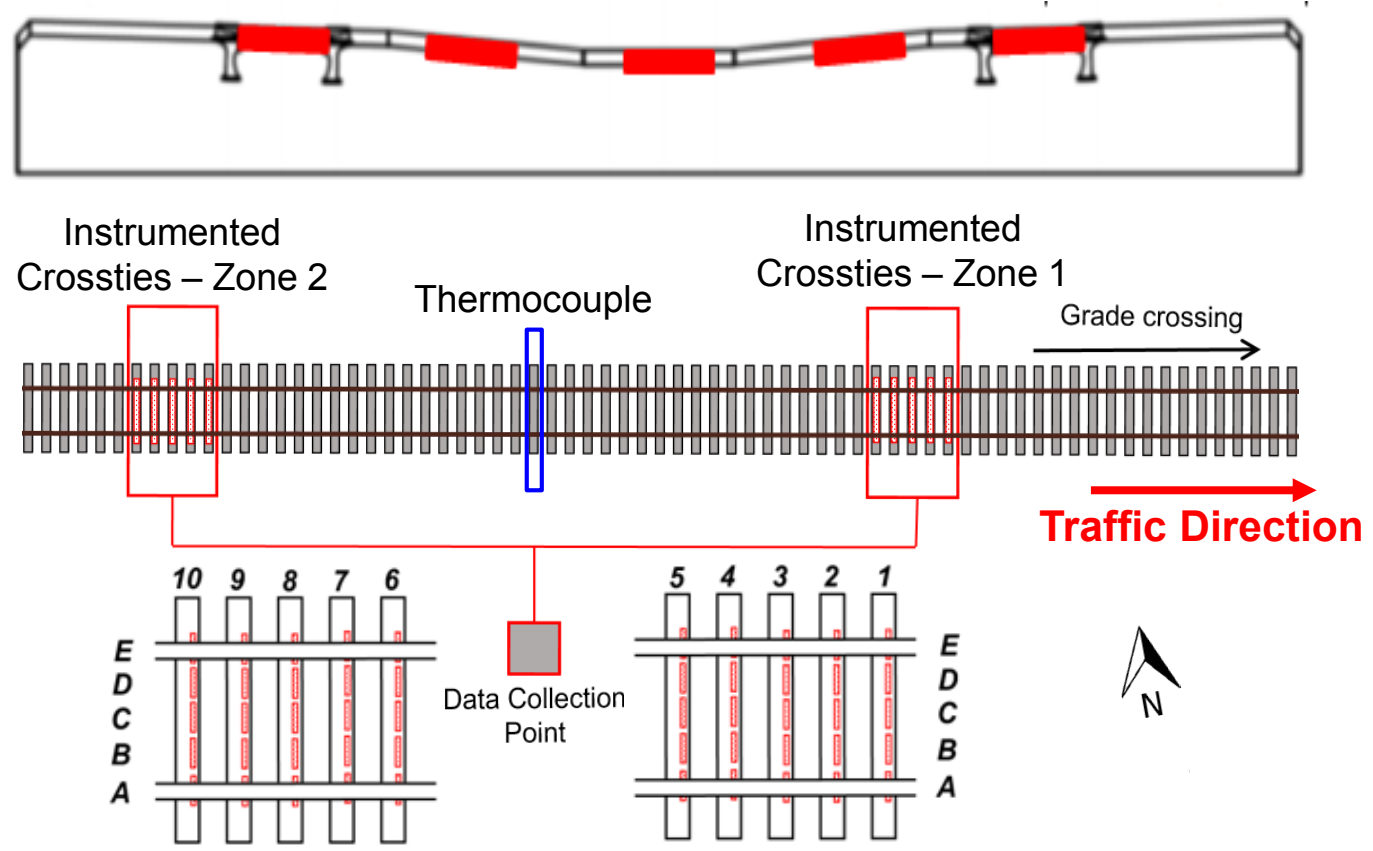 Instrumented
Crossties – Zone 2
Thermocouple
Instrumented
Crossties – Zone 1
Grade crossing
Traffic Direction
10 9 8 7 6
E
D
C
B
A
Data Collection
Point
5 4 3 2 1
E
D
C
B
A
N